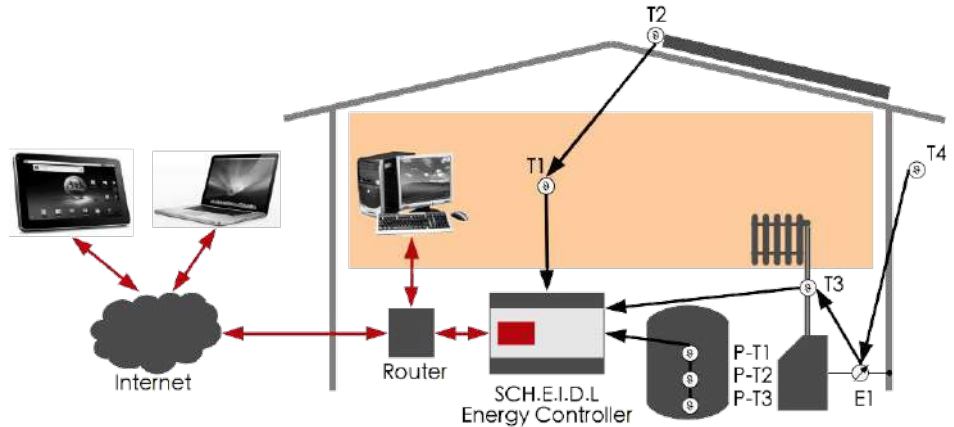 T2
T1
T4
T3
P-T1
P-T2
P-T3
E1
Internet
Router
SCH.E.I.D.L
Energy Controller